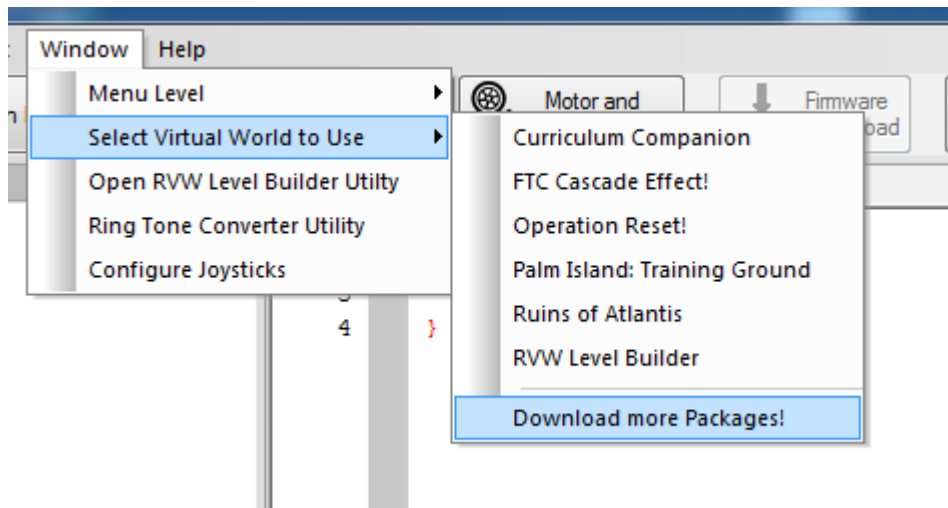 Window Help
Menu Level
Select Virtual World to Use
Open RVW Level Builder Utilty
Ring Tone Converter Utility
Configure Joysticks
Motor and
Firmware
oad
Curriculum Companion
FTC Cascade Effect!
Operation Reset!
Palm Island: Training Ground
Ruins of Atlantis
RVW Level Builder
Download more Packages!
4 }